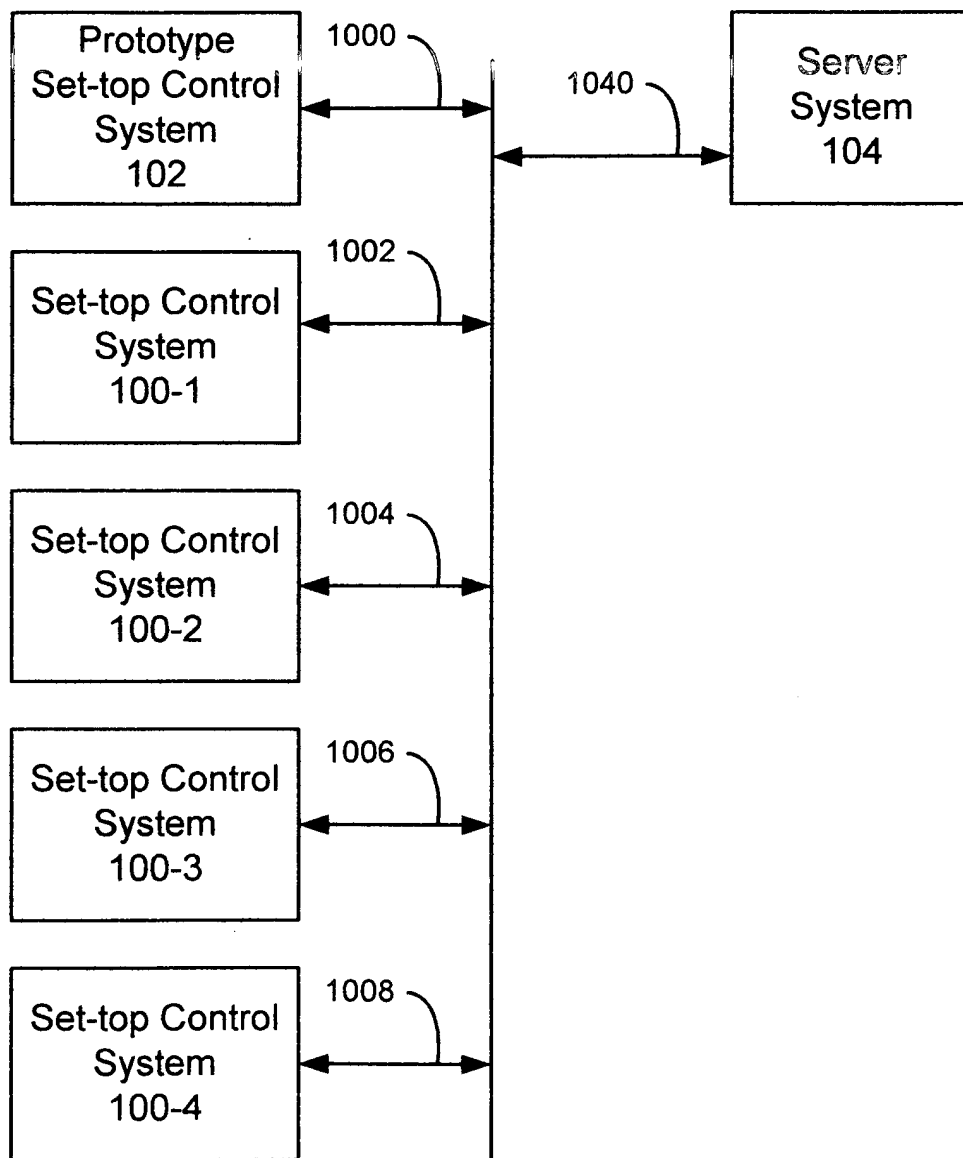 Prototype
Set-top Control
System
102
1000
1040
Server
System
104
Set-top Control
System
100-1
1002
Set-top Control
System
100-2
1004
Set-top Control
System
100-3
1006
Set-top Control
System
100-4
1008